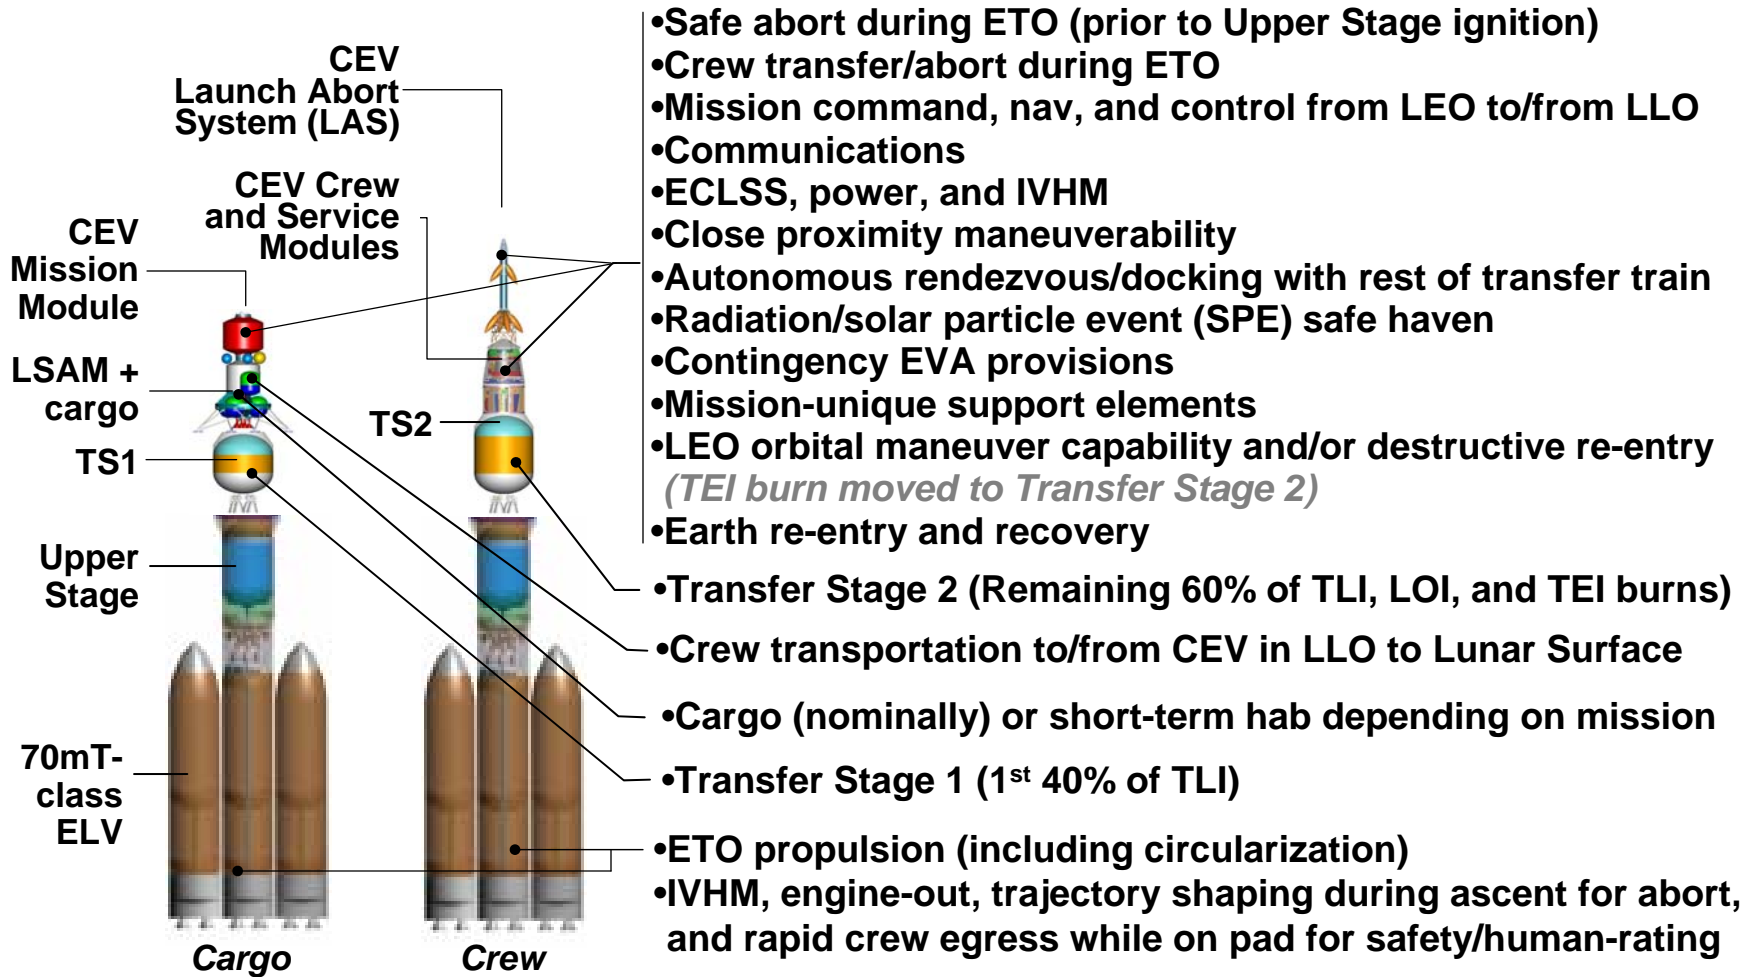 •Safe abort during ETO (prior to Upper Stage ignition)
•Crew transfer/abort during ETO
•Mission command, nav, and control from LEO to/from LLO
•Communications
•ECLSS, power, and IVHM
•Close proximity maneuverability
•Autonomous rendezvous/docking with rest of transfer train
•Radiation/solar particle event (SPE) safe haven
•Contingency EVA provisions
•Mission-unique support elements
•LEO orbital maneuver capability and/or destructive re-entry
(TEI burn moved to Transfer Stage 2)
•Earth re-entry and recovery
•Transfer Stage 2 (Remaining 60% of TLI, LOI, and TEI burns)
•Crew transportation to/from CEV in LLO to Lunar Surface
•Cargo (nominally) or short-term hab depending on mission
•Transfer Stage 1 (1st 40% of TLI)
•ETO propulsion (including circularization)
•IVHM, engine-out, trajectory shaping during ascent for abort,
and rapid crew egress while on pad for safety/human-rating
CEV
Launch Abort
System (LAS)
CEV Crew
and Service
Modules
CEV
Mission
Module
LSAM +
cargo
TS1
TS2
Upper
Stage
70mT-
class
ELV
Cargo
Crew